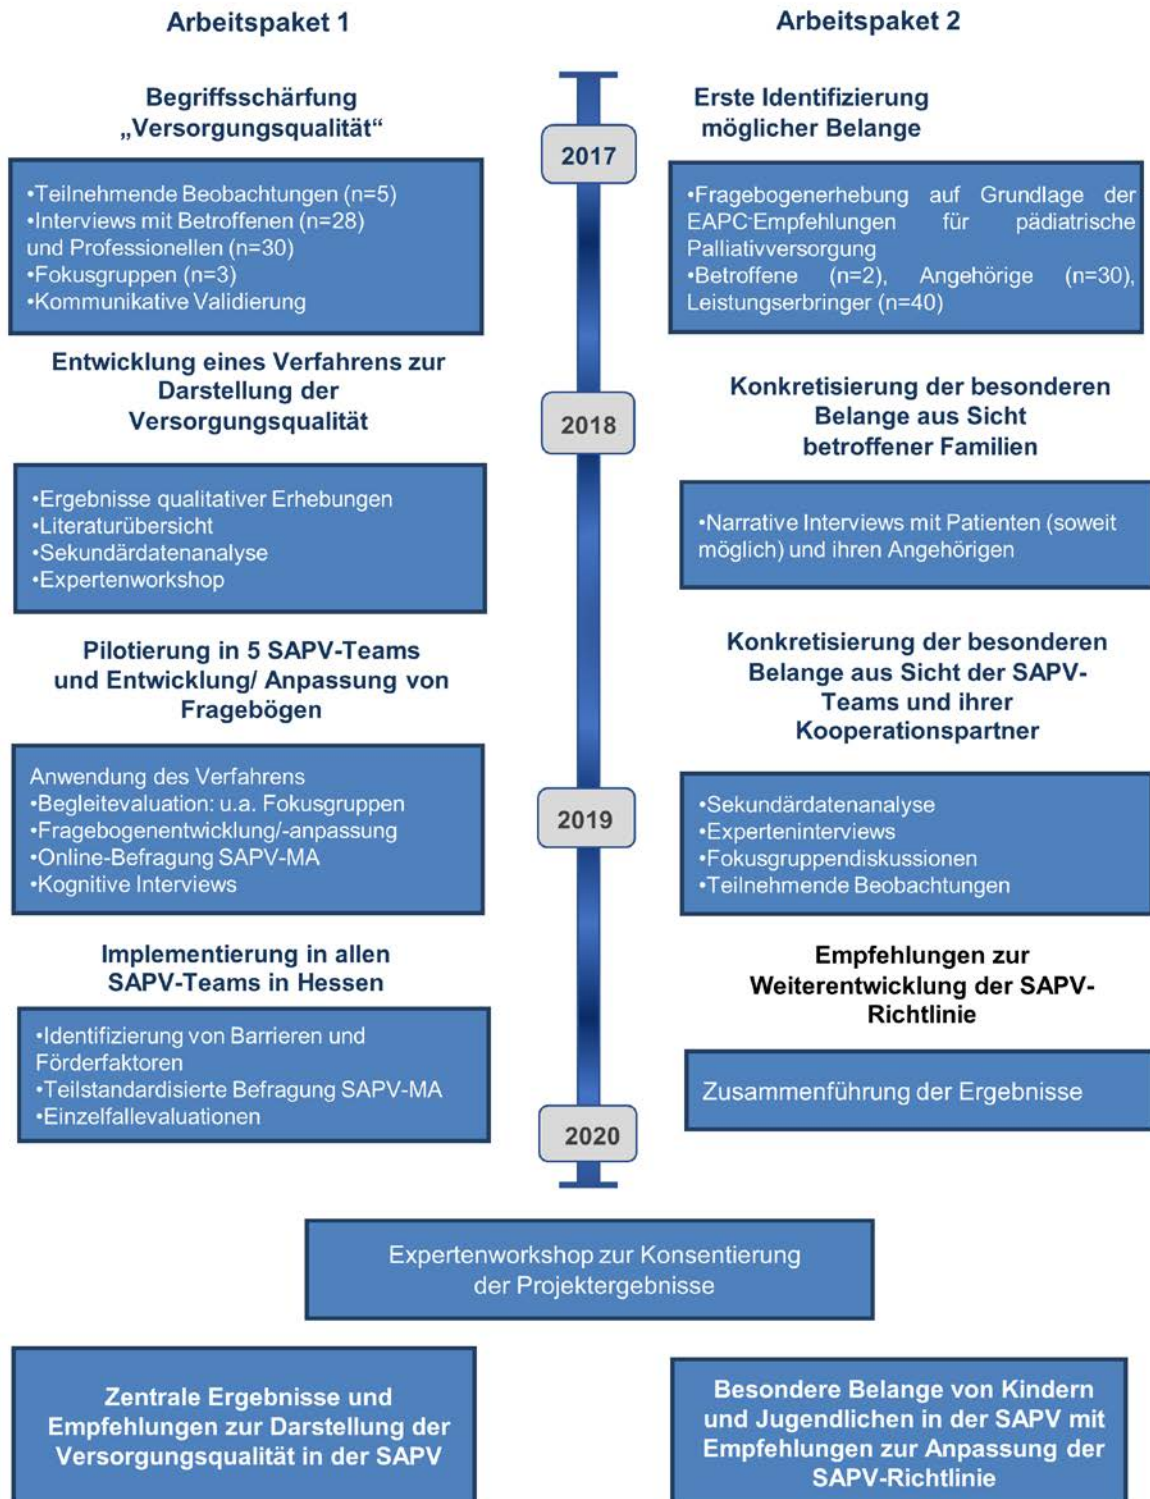 Arbeitspaket 1
Begriffsschärfung
„Versorgungsqualität“
•Teilnehmende Beobachtungen (n=5)
•Interviews mit Betroffenen (n=28)
und Professionellen (n=30)
•Fokusgruppen (n=3)
•Kommunikative Validierung
Entwicklung eines Verfahrens zur
Darstellung der
Versorgungsqualität
•Ergebnisse qualitativer Erhebungen
•Literaturübersicht
•Sekundärdatenanalyse
•Expertenworkshop
Pilotierung in 5 SAPV-Teams
und Entwicklung/ Anpassung von
Fragebögen
Anwendung des Verfahrens
•Begleitevaluation: u.a. Fokusgruppen
•Fragebogenentwicklung/-anpassung
•Online-Befragung SAPV-MA
•Kognitive Interviews
Implementierung in allen
SAPV-Teams in Hessen
•Identifizierung von Barrieren und
Förderfaktoren
•Teilstandardisierte Befragung SAPV-MA
•Einzelfallevaluationen
2017
2018
2019
2020
Arbeitspaket 2
Erste Identifizierung
möglicher Belange
•Fragebogenerhebung auf Grundlage der
EAPC-Empfehlungen für pädiatrische
Palliativversorgung
•Betroffene (n=2), Angehörige (n=30),
Leistungserbringer (n=40)
Konkretisierung der besonderen
Belange aus Sicht
betroffener Familien
•Narrative Interviews mit Patienten (soweit
möglich) und ihren Angehörigen
Konkretisierung der besonderen
Belange aus Sicht der SAPV-
Teams und ihrer
Kooperationspartner
•Sekundärdatenanalyse
•Experteninterviews
•Fokusgruppendiskussionen
•Teilnehmende Beobachtungen
Empfehlungen zur
Weiterentwicklung der SAPV-
Richtlinie
Zusammenführung der Ergebnisse
Expertenworkshop zur Konsentierung
der Projektergebnisse
Zentrale Ergebnisse und
Empfehlungen zur Darstellung der
Versorgungsqualität in der SAPV
Besondere Belange von Kindern
und Jugendlichen in der SAPV mit
Empfehlungen zur Anpassung der
SAPV-Richtlinie